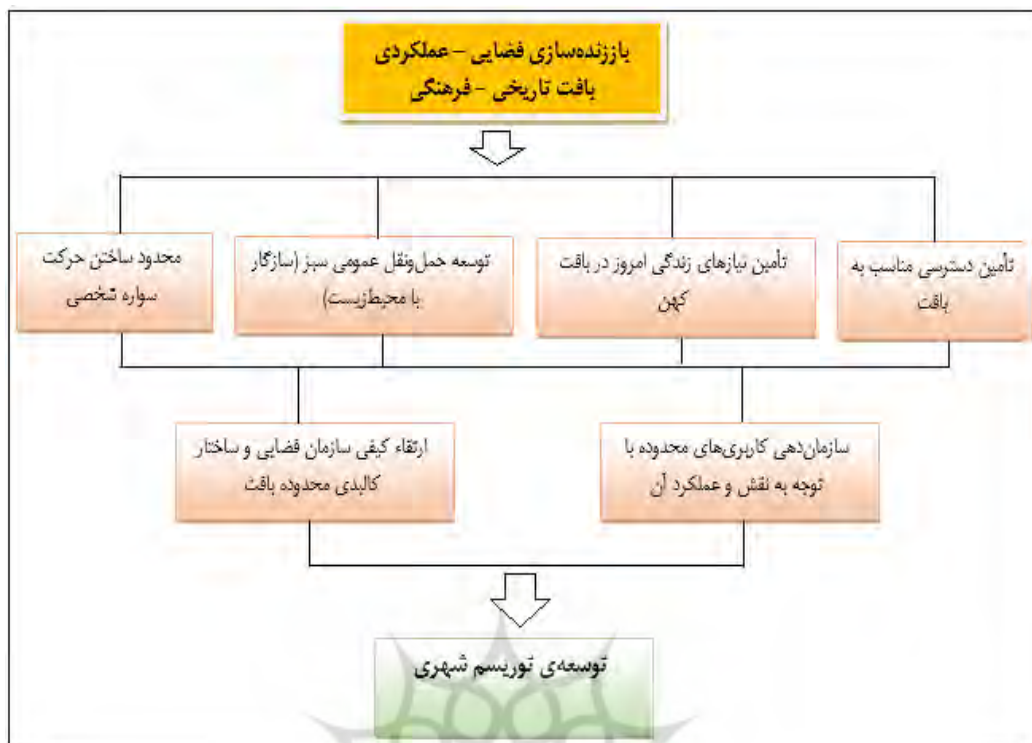 باززنده‌سازی فضایی – عملکردی
بافت تاریخی – فرهنگی
تأمین دسترسی مناسب به
بافت
تأمین نیازهای زندگی امروز در بافت
کهن
توسعه حمل‌ونقل عمومی سبز (سازگار
با محیط‌زیست)
محدود ساختن حرکت
سواره شخصی
سازمان‌دهی کاربری‌های محدوده با
توجه به نقش و عملکرد آن
ارتقاء کیفی سازمان فضایی و ساختار
کالبدی محدوده بافت
توسعه‌ی توریسم شهری